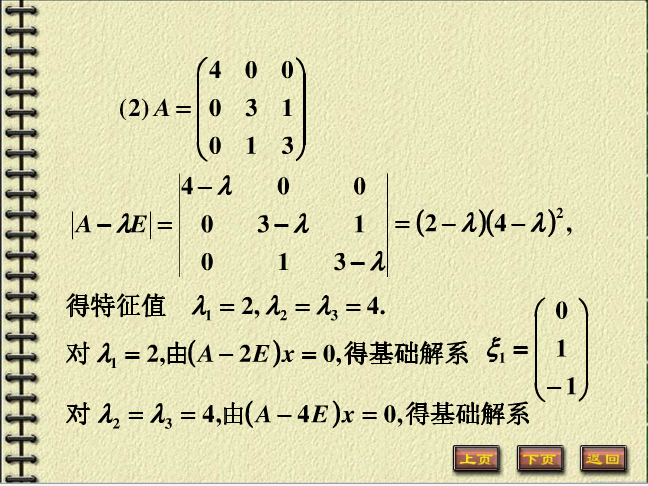 (2) A = ( 4 0 0
0 3 1
0 1 3 )
|A − λE| = | 4 − λ 0 0
0 3 − λ 1
0 1 3 − λ | = (2 − λ)(4 − λ)²,
得特征值 λ₁ = 2, λ₂ = λ₃ = 4.
对 λ₁ = 2,由(A − 2E)x = 0,得基础解系 ξ₁ = ( 0
1
−1 )
对 λ₂ = λ₃ = 4,由(A − 4E)x = 0,得基础解系
上页 下页 返回